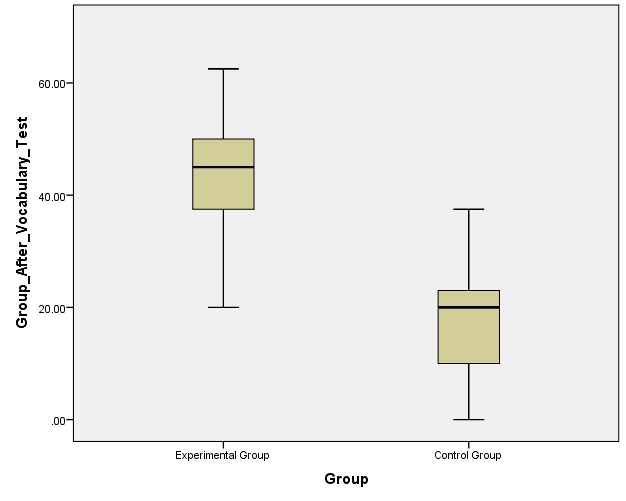 Group_After_Vocabulary_Test
60.00
40.00
20.00
.00
Experimental Group
Control Group
Group